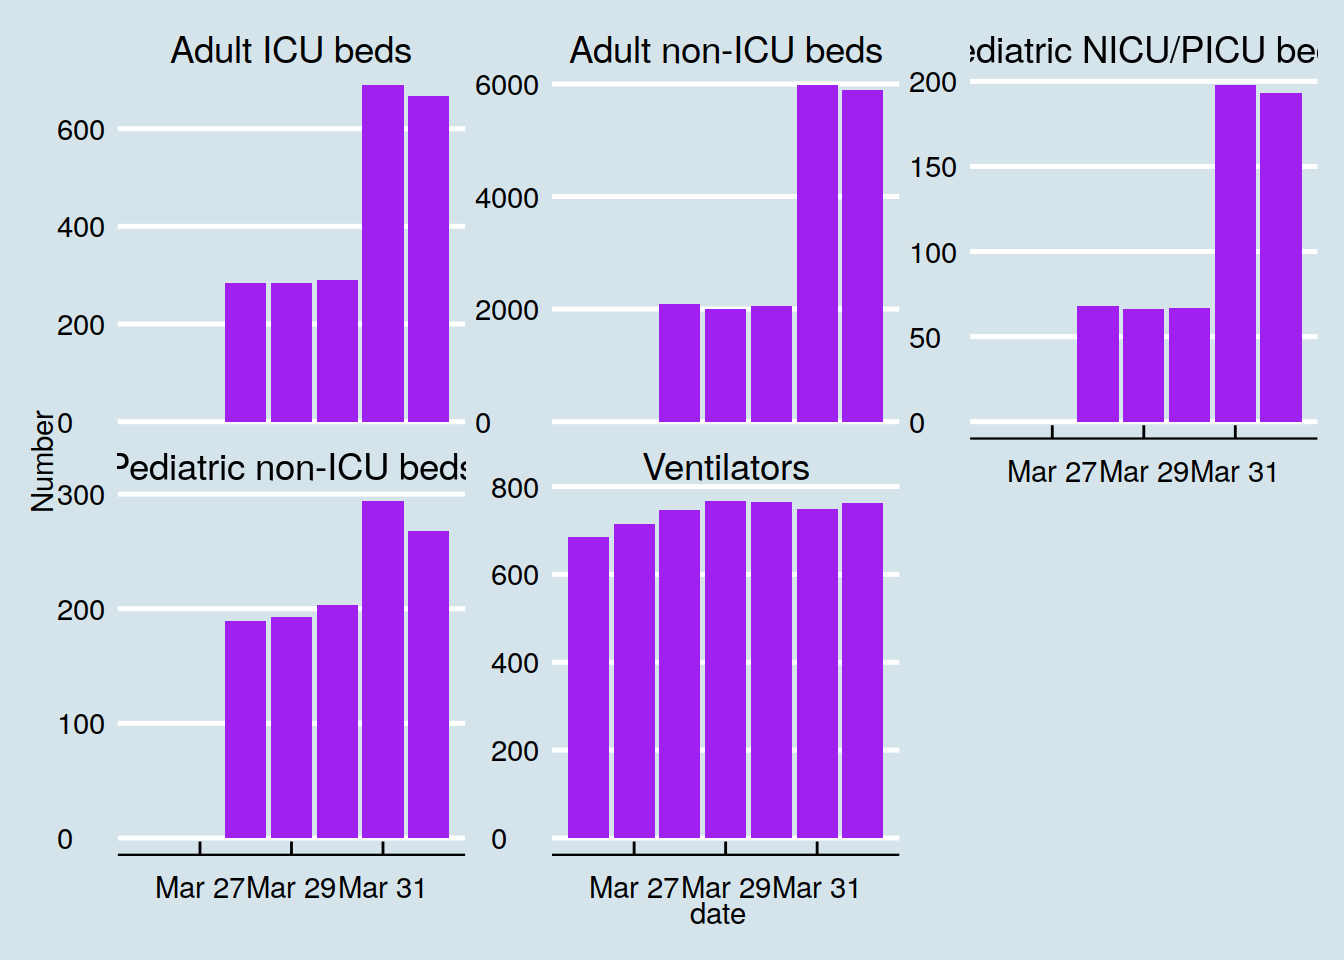 Adult ICU beds
Adult non-ICU beds
ediatric NICU/PICU be
600
400
200
0
6000
4000
2000
0
200
150
100
50
0
Mar 27 Mar 29 Mar 31
Number
Pediatric non-ICU beds
Ventilators
300
200
100
0
800
600
400
200
0
Mar 27 Mar 29 Mar 31
Mar 27 Mar 29 Mar 31
date